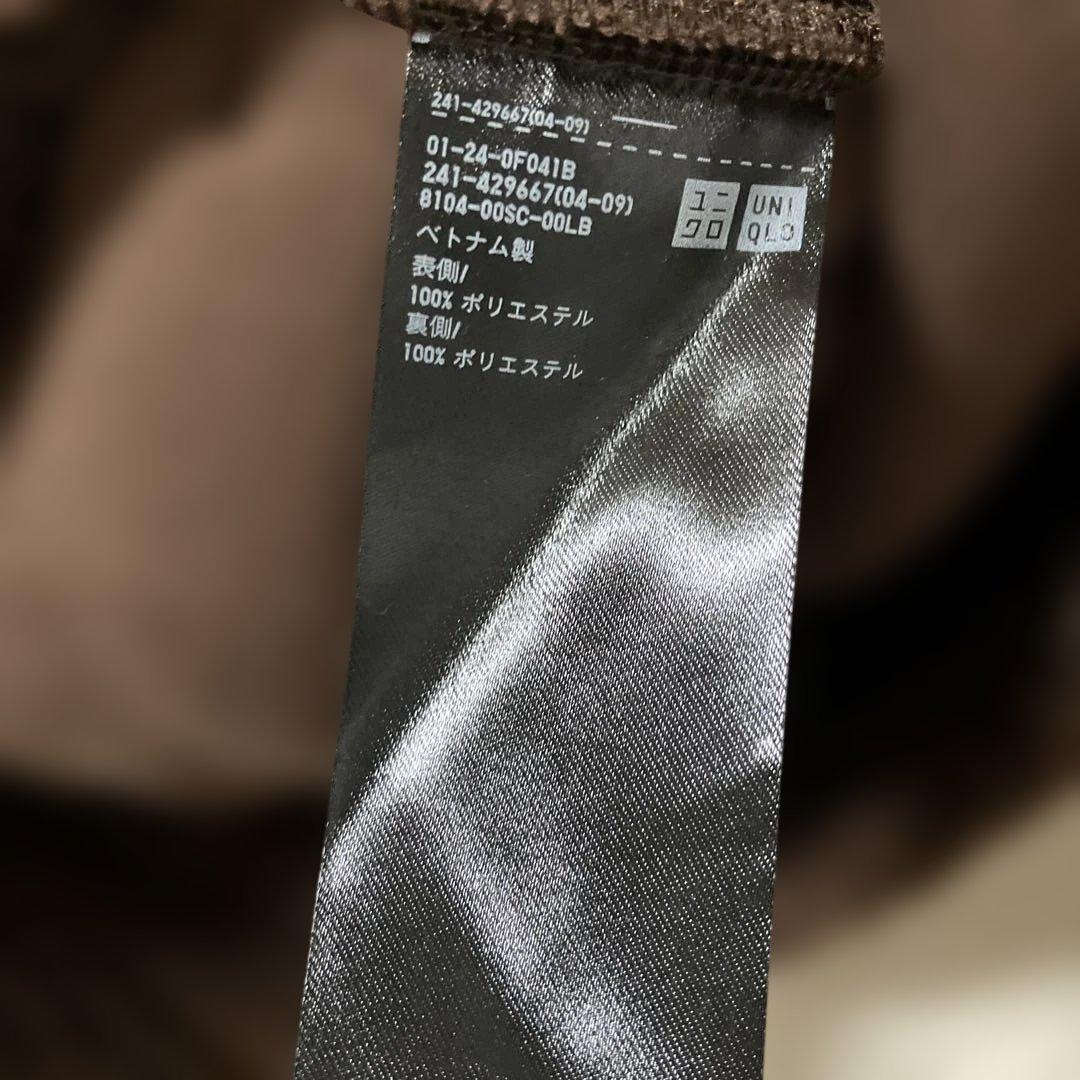 241-429667(04-09)
01-24-0F041B
241-429667(04-09)
8104-00SC-00LB
ベトナム製
表側/
100% ポリエステル
裏側/
100% ポリエステル
ユニ
クロ
UNI
QLO